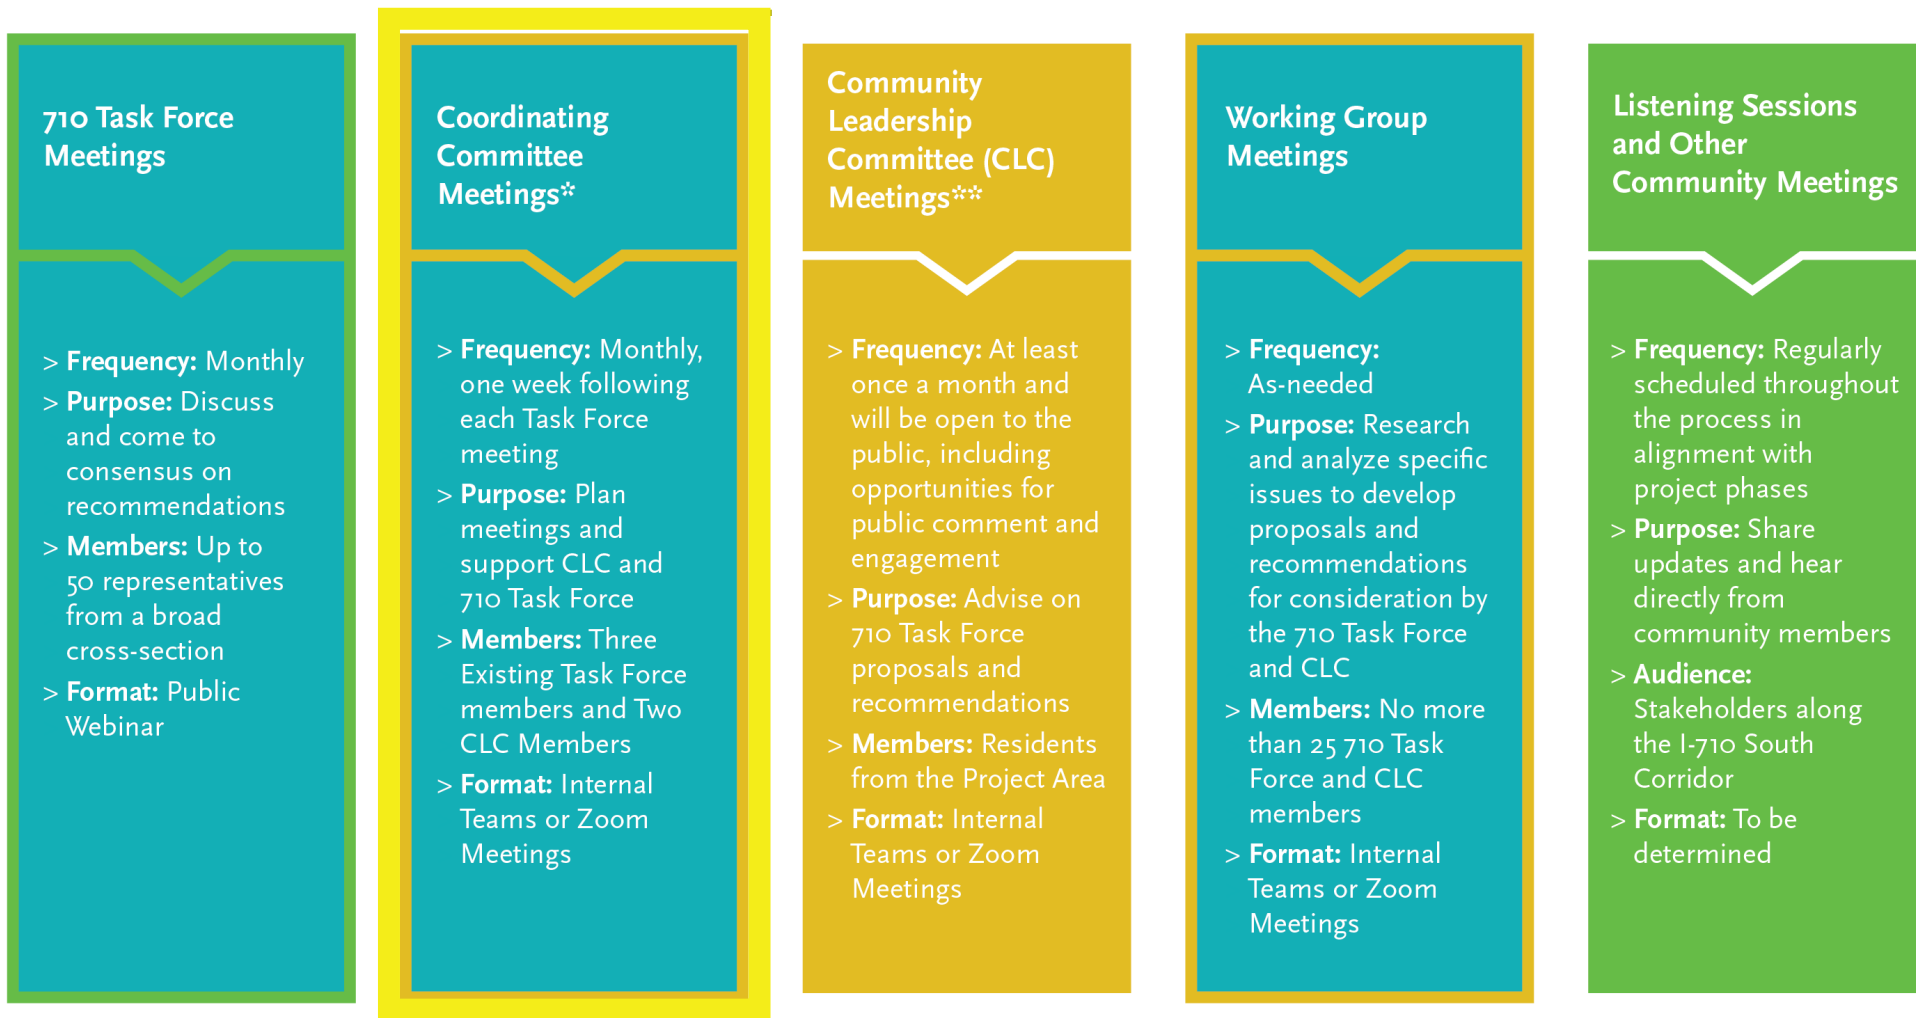 710 Task Force
Meetings
> Frequency: Monthly
> Purpose: Discuss
and come to
consensus on
recommendations
> Members: Up to
50 representatives
from a broad
cross-section
> Format: Public
Webinar
Coordinating
Committee
Meetings*
> Frequency: Monthly,
one week following
each Task Force
meeting
> Purpose: Plan
meetings and
support CLC and
710 Task Force
> Members: Three
Existing Task Force
members and Two
CLC Members
> Format: Internal
Teams or Zoom
Meetings
Community
Leadership
Committee (CLC)
Meetings**
> Frequency: At least
once a month and
will be open to the
public, including
opportunities for
public comment and
engagement
> Purpose: Advise on
710 Task Force
proposals and
recommendations
> Members: Residents
from the Project Area
> Format: Internal
Teams or Zoom
Meetings
Working Group
Meetings
> Frequency:
As-needed
> Purpose: Research
and analyze specific
issues to develop
proposals and
recommendations
for consideration by
the 710 Task Force
and CLC
> Members: No more
than 25 710 Task
Force and CLC
members
> Format: Internal
Teams or Zoom
Meetings
Listening Sessions
and Other
Community Meetings
> Frequency: Regularly
scheduled throughout
the process in
alignment with
project phases
> Purpose: Share
updates and hear
directly from
community members
> Audience:
Stakeholders along
the I-710 South
Corridor
> Format: To be
determined